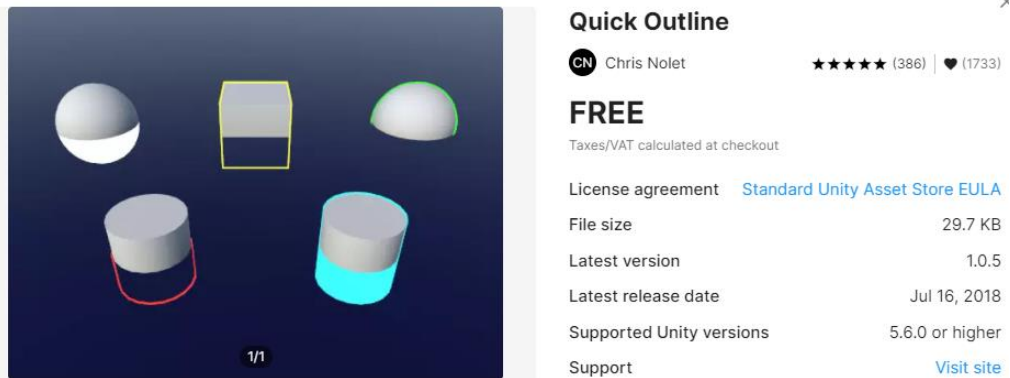 Quick Outline
CN Chris Nolet ★★★★★ (386) ♥ (1733)
FREE
Taxes/VAT calculated at checkout
License agreement Standard Unity Asset Store EULA
File size 29.7 KB
Latest version 1.0.5
Latest release date Jul 16, 2018
Supported Unity versions 5.6.0 or higher
Support Visit site
1/1